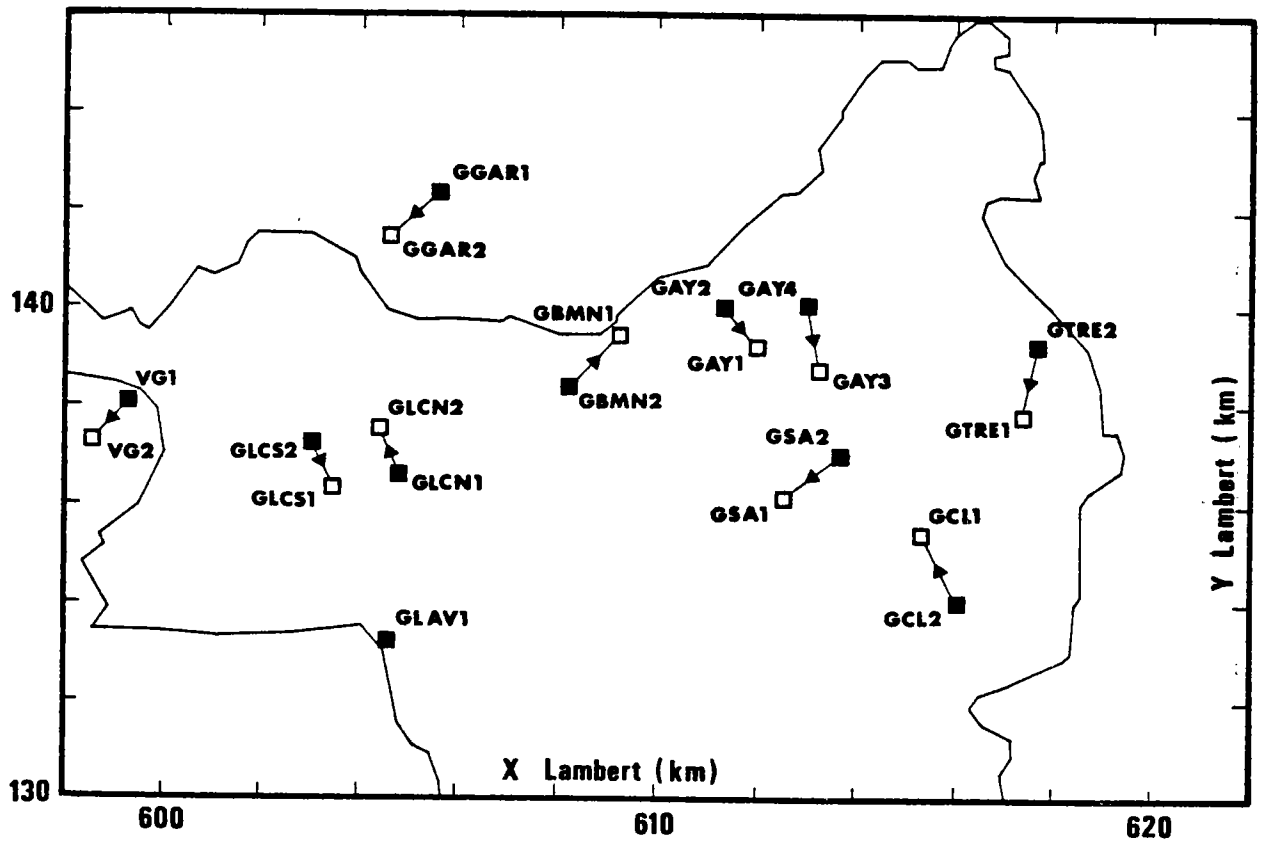 GGAR1
GGAR2
140
GBMN1
GAY2 GAY4
GTRE2
GAY1
GAY3
VG1
GBMN2
GLCN2
GTRE1
VG2
GLCS2
GSA2
GLCN1
GLCS1
GSA1
GCL1
Y Lambert (km)
GLAV1
GCL2
X Lambert (km)
130
600 610 620